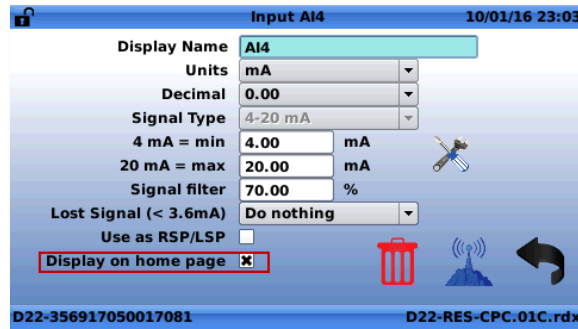 Input AI4 10/01/16 23:03
Display Name AI4
Units mA
Decimal 0.00
Signal Type 4-20 mA
4 mA = min 4.00 mA
20 mA = max 20.00 mA
Signal filter 70.00 %
Lost Signal (< 3.6mA) Do nothing
Use as RSP/LSP
Display on home page
D22-356917050017081 D22-RES-CPC.01C.rdx